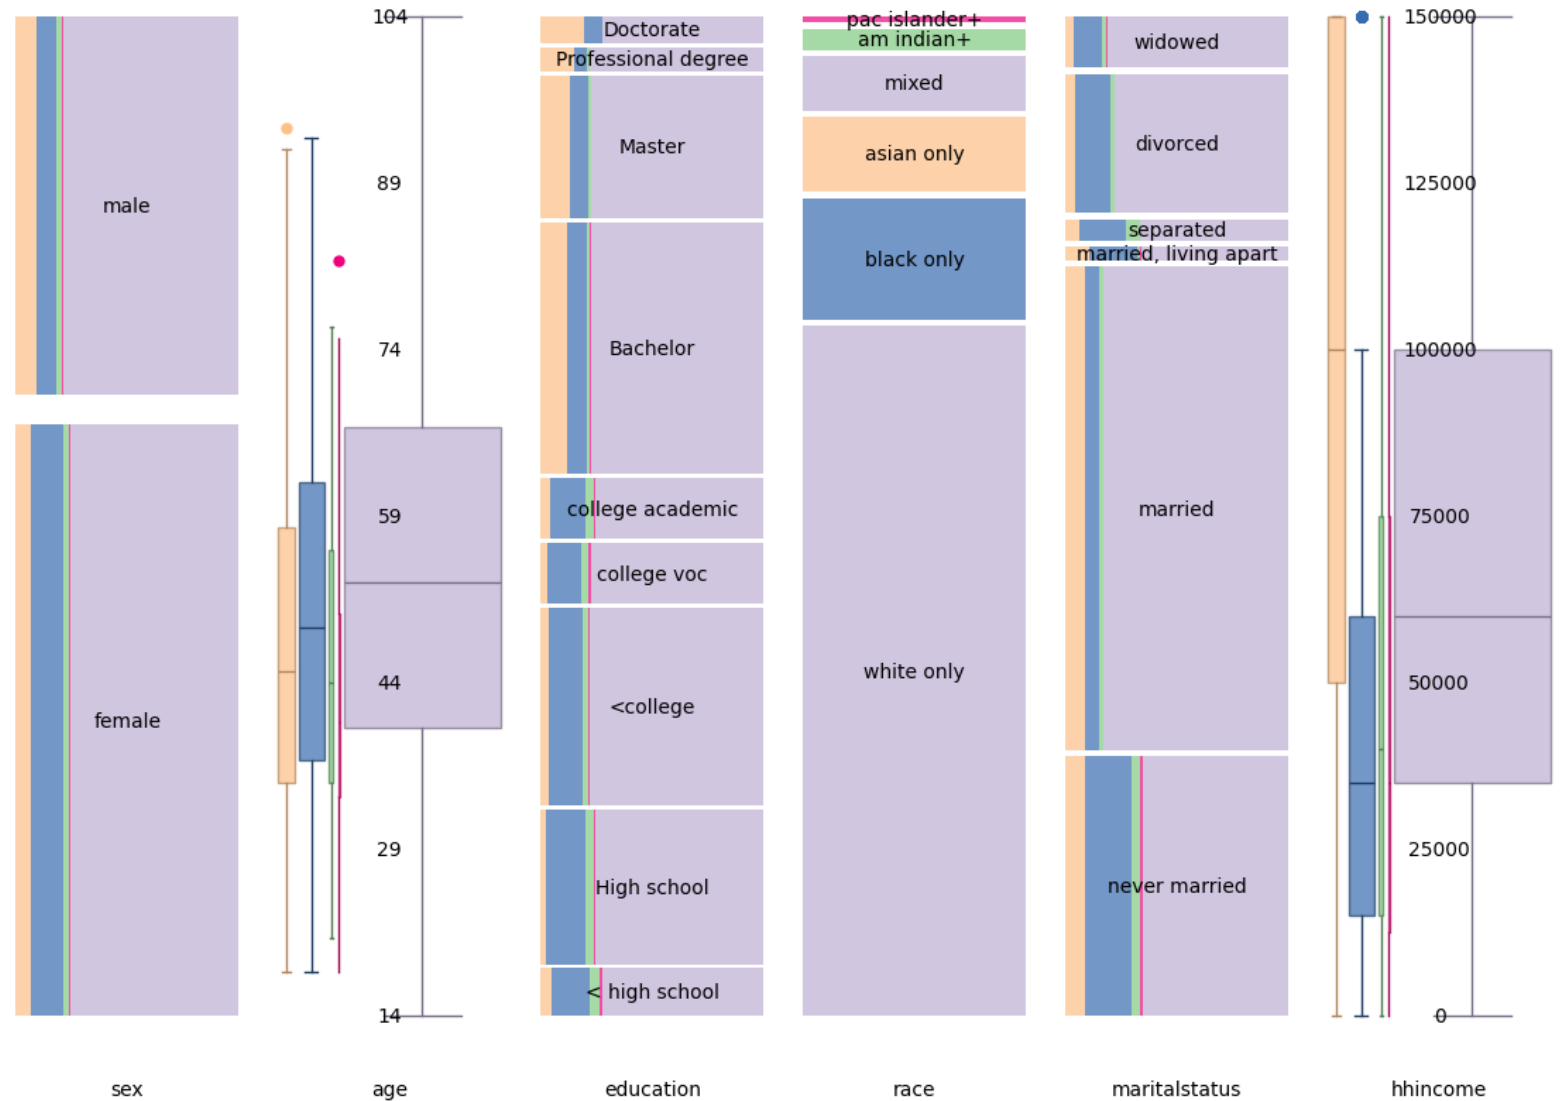 male
female
sex
104
89
74
59
44
29
14
age
Doctorate
Professional degree
Master
Bachelor
college academic
college voc
<college
High school
< high school
education
pac islander+
am indian+
mixed
asian only
black only
white only
race
widowed
divorced
separated
married, living apart
married
never married
maritalstatus
150000
125000
100000
75000
50000
25000
0
hhincome